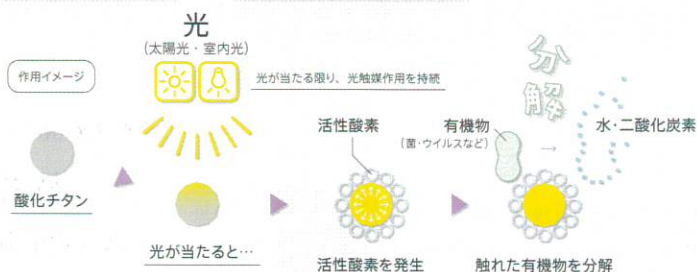 光
(太陽光・室内光)
作用イメージ
光が当たる限り、光触媒作用を持続
分解
活性酸素
有機物
(菌・ウイルスなど)
→
水・二酸化炭素
酸化チタン
光が当たると…
活性酸素を発生
触れた有機物を分解